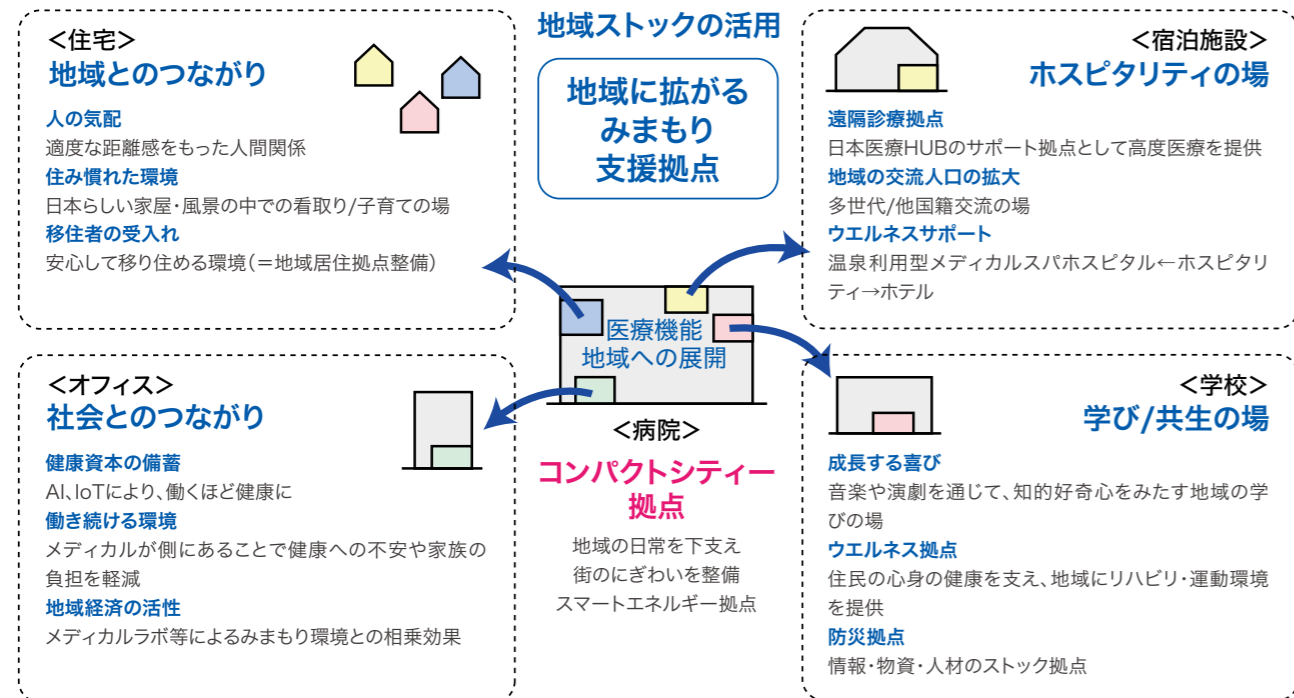 <住宅>
地域とのつながり
人の気配
適度な距離感をもった人間関係
住み慣れた環境
日本らしい家屋・風景の中での看取り/子育ての場
移住者の受入れ
安心して移り住める環境(=地域居住拠点整備)
地域ストックの活用
地域に拡がる
みまもり
支援拠点
<宿泊施設>
ホスピタリティの場
遠隔診療拠点
日本医療HUBのサポート拠点として高度医療を提供
地域の交流人口の拡大
多世代/他国籍交流の場
ウエルネスサポート
温泉利用型メディカルスパホスピタル←ホスピタリ
ティ→ホテル
医療機能
地域への展開
<病院>
コンパクトシティー
拠点
地域の日常を下支え
街のにぎわいを整備
スマートエネルギー拠点
<オフィス>
社会とのつながり
健康資本の備蓄
AI、IoTにより、働くほど健康に
働き続ける環境
メディカルが側にあることで健康への不安や家族の
負担を軽減
地域経済の活性
メディカルラボ等によるみまもり環境との相乗効果
<学校>
学び/共生の場
成長する喜び
音楽や演劇を通じて、知的好奇心をみたす地域の学
びの場
ウエルネス拠点
住民の心身の健康を支え、地域にリハビリ・運動環境
を提供
防災拠点
情報・物資・人材のストック拠点